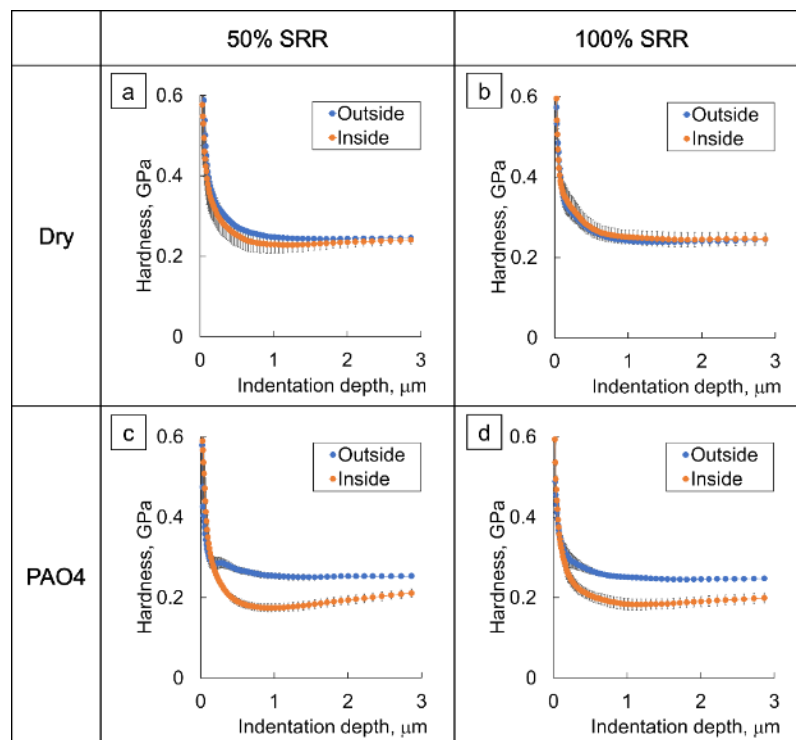 50% SRR
100% SRR
Dry
a
0.6
0.4
0.2
0
Hardness, GPa
Outside
Inside
0
1
2
3
Indentation depth, μm
b
0.6
0.4
0.2
0
Hardness, GPa
Outside
Inside
0
1
2
3
Indentation depth, μm
PAO4
c
0.6
0.4
0.2
0
Hardness, GPa
Outside
Inside
0
1
2
3
Indentation depth, μm
d
0.6
0.4
0.2
0
Hardness, GPa
Outside
Inside
0
1
2
3
Indentation depth, μm